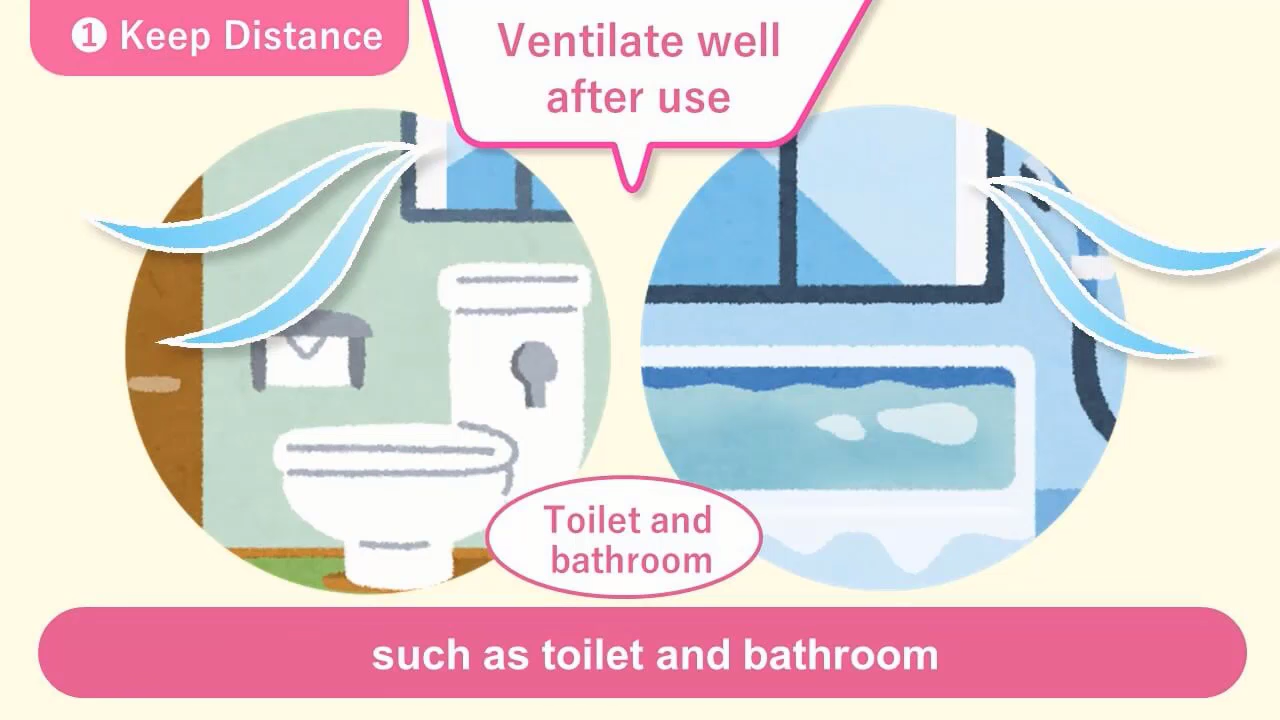 ❶ Keep Distance
Ventilate well
after use
Toilet and
bathroom
such as toilet and bathroom